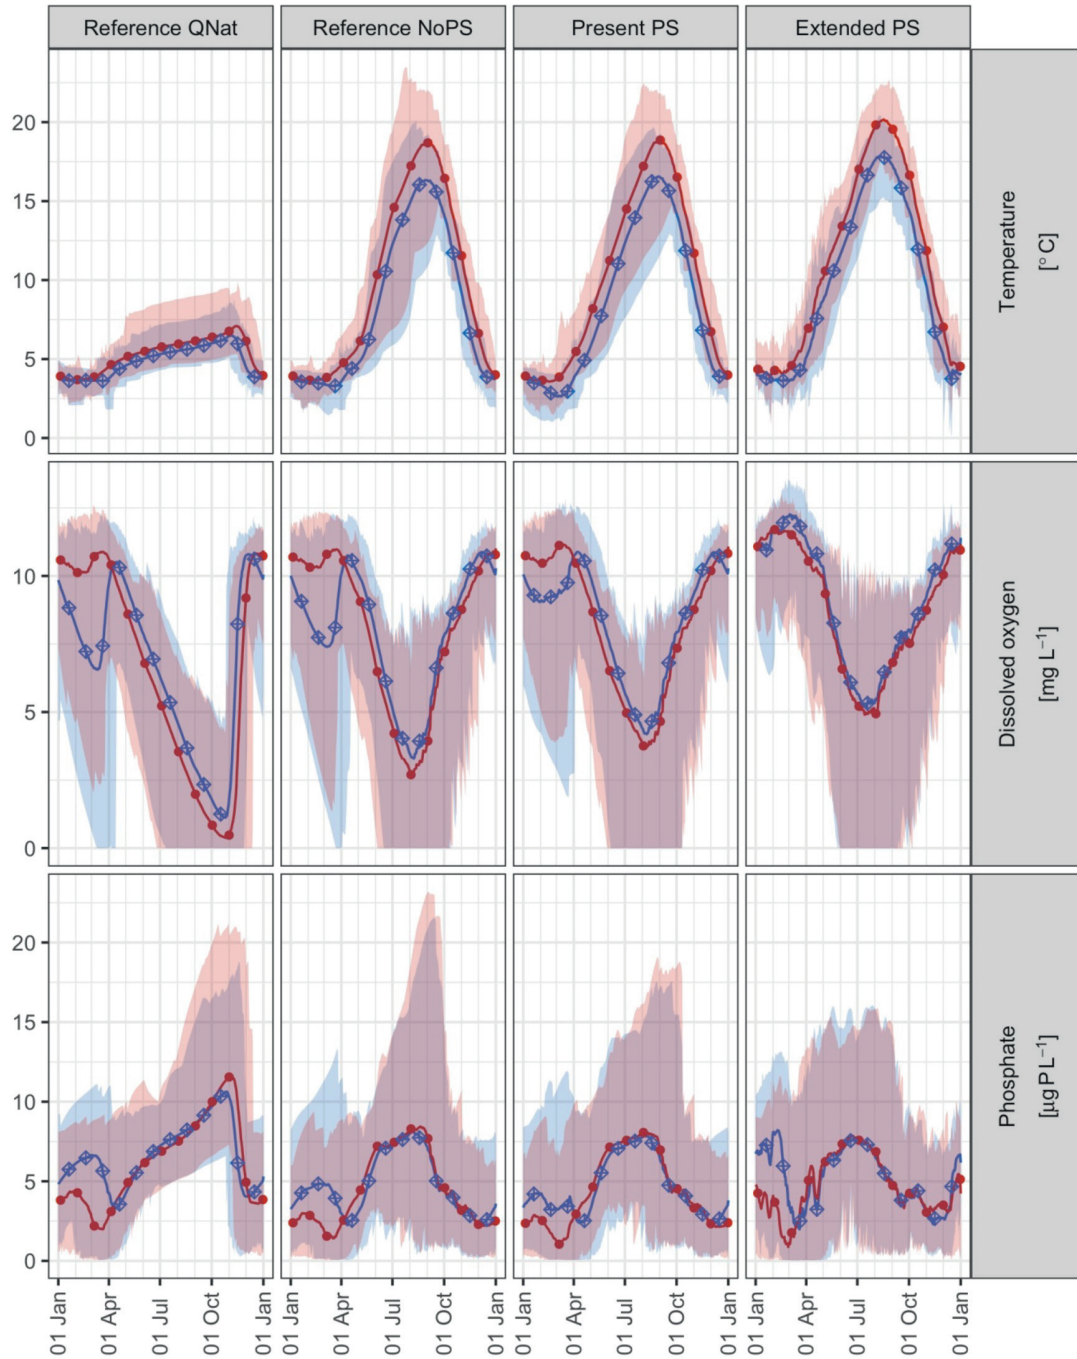 Reference QNat Reference NoPS Present PS Extended PS
20
15
10
5
0
Temperature
[°C]
10
5
0
Dissolved oxygen
[mg L⁻¹]
20
15
10
5
0
Phosphate
[µg P L⁻¹]
01 Jan 01 Apr 01 Jul 01 Oct 01 Jan 01 Jan 01 Apr 01 Jul 01 Oct 01 Jan 01 Jan 01 Apr 01 Jul 01 Oct 01 Jan 01 Jan 01 Apr 01 Jul 01 Oct 01 Jan